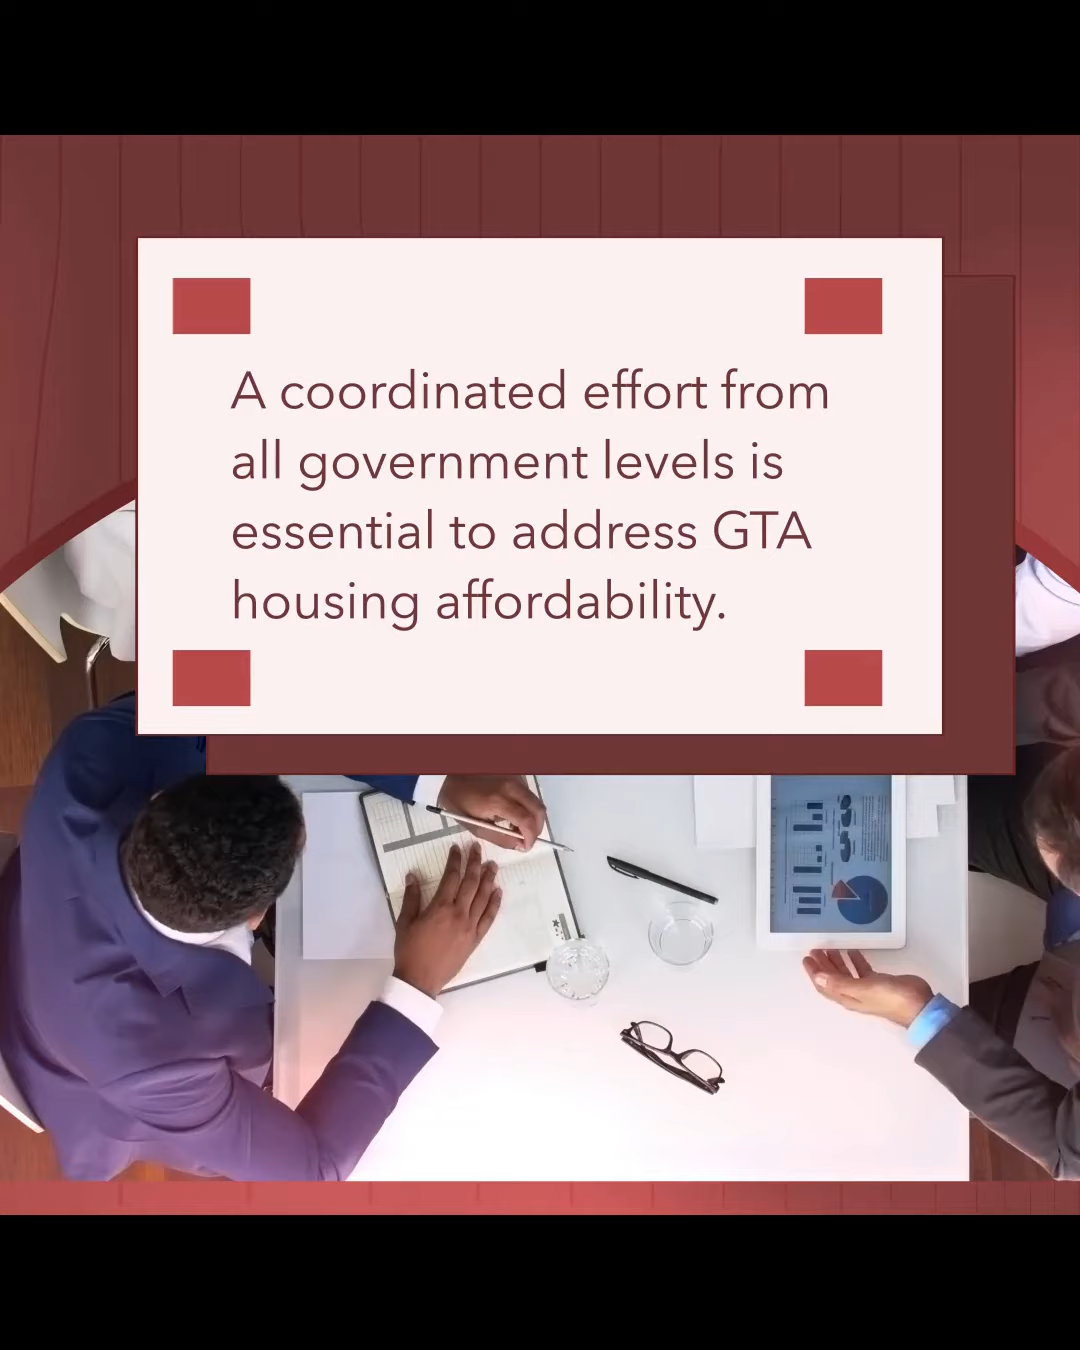 A coordinated effort from
all government levels is
essential to address GTA
housing affordability.